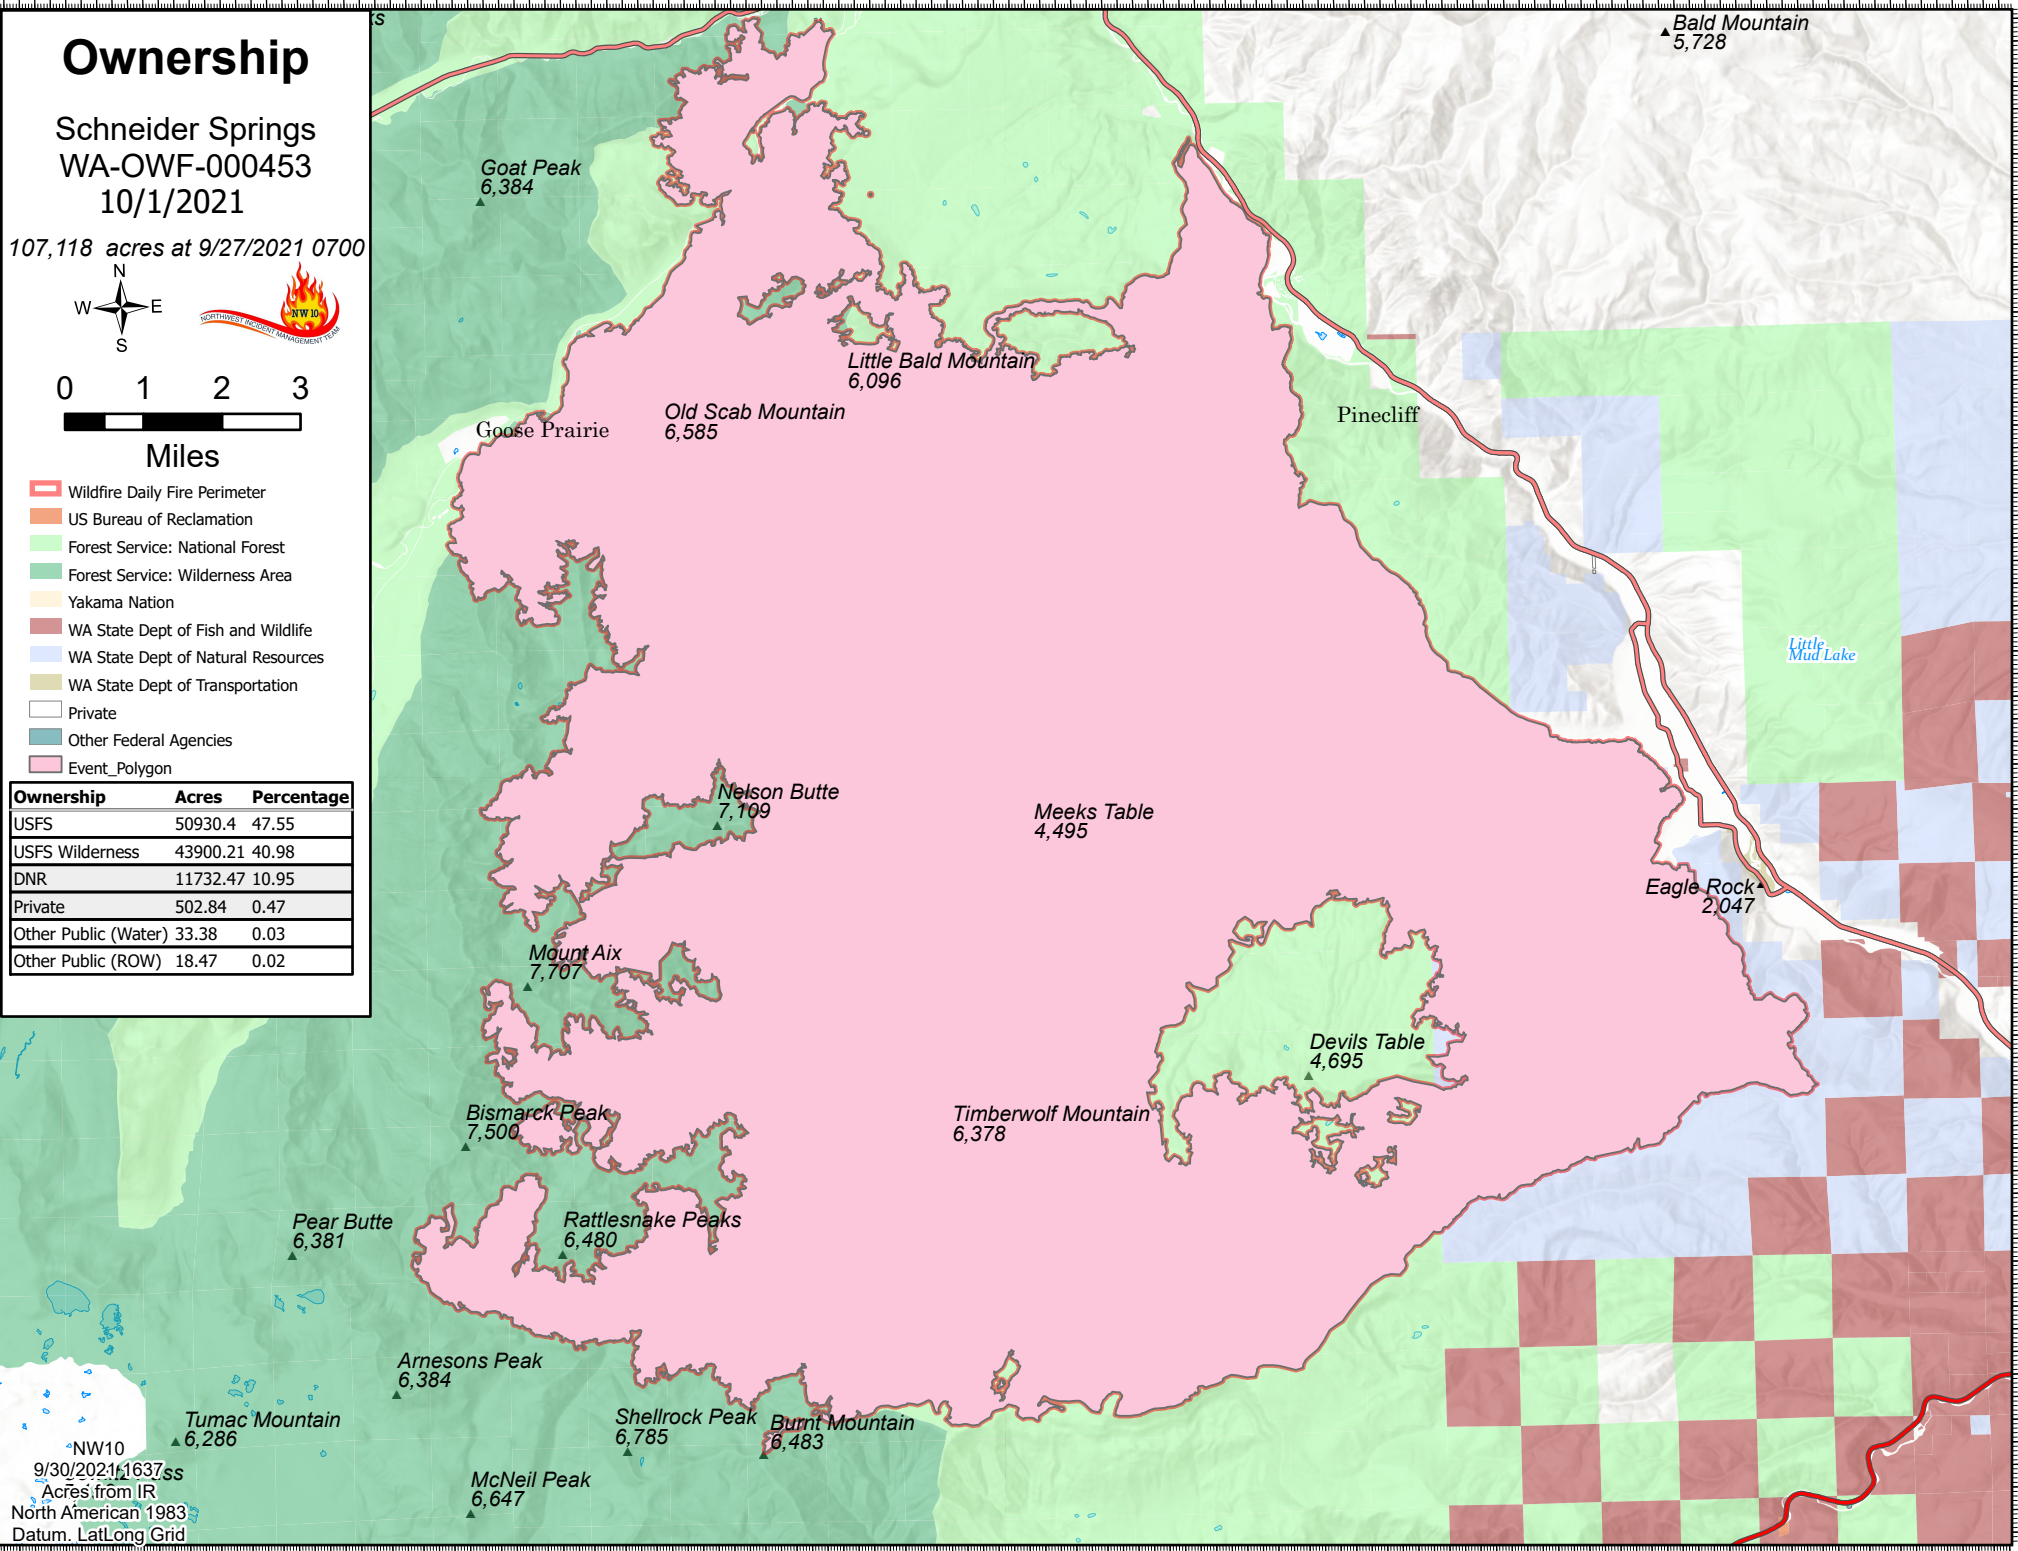 Ownership
Schneider Springs
WA-OWF-000453
10/1/2021
107,118 acres at 9/27/2021 0700
N
W E
S
NW 10
NORTHWEST INCIDENT MANAGEMENT TEAM
0 1 2 3
Miles
Wildfire Daily Fire Perimeter
US Bureau of Reclamation
Forest Service: National Forest
Forest Service: Wilderness Area
Yakama Nation
WA State Dept of Fish and Wildlife
WA State Dept of Natural Resources
WA State Dept of Transportation
Private
Other Federal Agencies
Event_Polygon
Ownership Acres Percentage
USFS 50930.4 47.55
USFS Wilderness 43900.21 40.98
DNR 11732.47 10.95
Private 502.84 0.47
Other Public (Water) 33.38 0.03
Other Public (ROW) 18.47 0.02
Bald Mountain
5,728
Goat Peak
6,384
Little Bald Mountain
6,096
Old Scab Mountain
6,585
Goose Prairie
Pinecliff
Little
Mud Lake
Nelson Butte
7,109
Meeks Table
4,495
Eagle Rock
2,047
Mount Aix
7,707
Devils Table
4,695
Bismarck Peak
7,500
Timberwolf Mountain
6,378
Pear Butte
6,381
Rattlesnake Peaks
6,480
Arnesons Peak
6,384
Tumac Mountain
6,286
Shellrock Peak
6,785
Burnt Mountain
6,483
McNeil Peak
6,647
NW10
9/30/2021 1637
Acres from IR
North American 1983
Datum. LatLong Grid